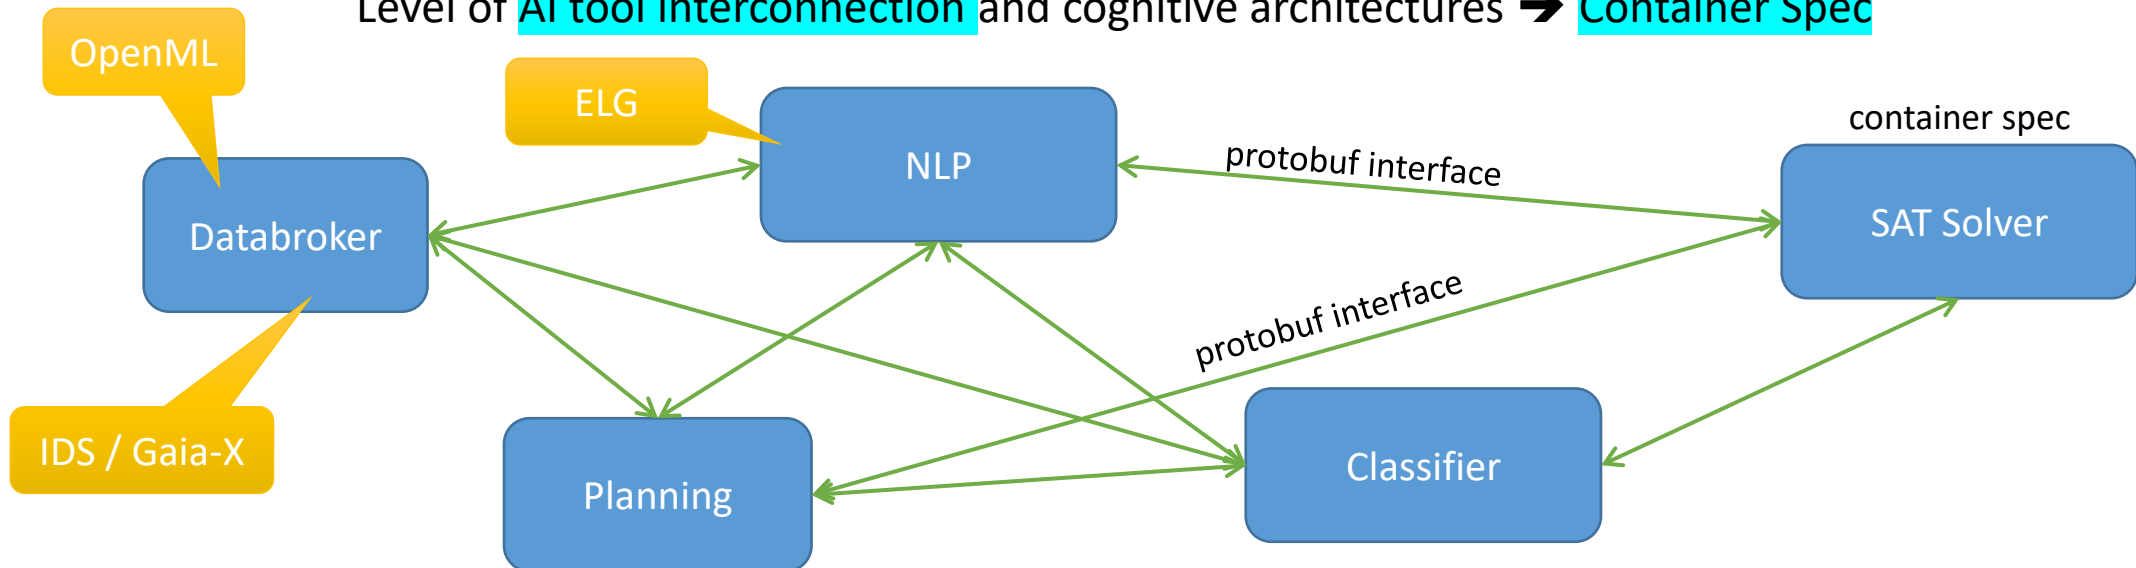 Level of AI tool interconnection and cognitive architectures ➔ Container Spec
OpenML
ELG
container spec
NLP
protobuf interface
Databroker
SAT Solver
protobuf interface
IDS / Gaia-X
Classifier
Planning